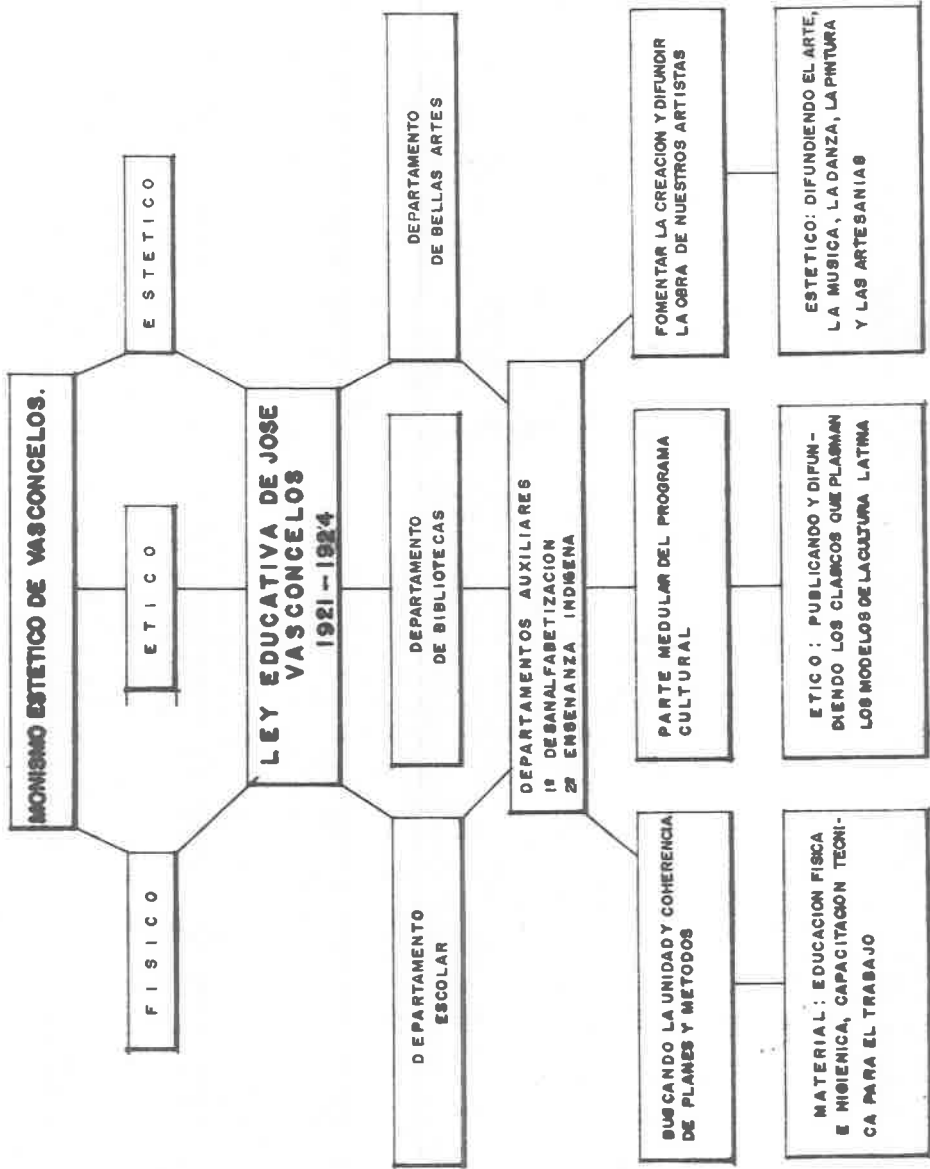 MONISMO ESTETICO DE VASCONCELOS.
FISICO
ETICO
ESTETICO
LEY EDUCATIVA DE JOSE
VASCONCELOS
1921-1924
DEPARTAMENTO
ESCOLAR
DEPARTAMENTO
DE BIBLIOTECAS
DEPARTAMENTO
DE BELLAS ARTES
DEPARTAMENTOS AUXILIARES
1º DESANALFABETIZACION
2º ENSENANZA INDIGENA
BUSCANDO LA UNIDAD Y COHERENCIA
DE PLANES Y METODOS
PARTE MEDULAR DEL PROGRAMA
CULTURAL
FOMENTAR LA CREACION Y DIFUNDIR
LA OBRA DE NUESTROS ARTISTAS
MATERIAL: EDUCACION FISICA
E HIGIENICA, CAPACITACION TECNI-
CA PARA EL TRABAJO
ETICO: PUBLICANDO Y DIFUN-
DIENDO LOS CLASICOS QUE PLASMAN
LOS MODELOS DE LA CULTURA LATINA
ESTETICO: DIFUNDIENDO EL ARTE,
LA MUSICA, LA DANZA, LA PINTURA
Y LAS ARTESANIAS